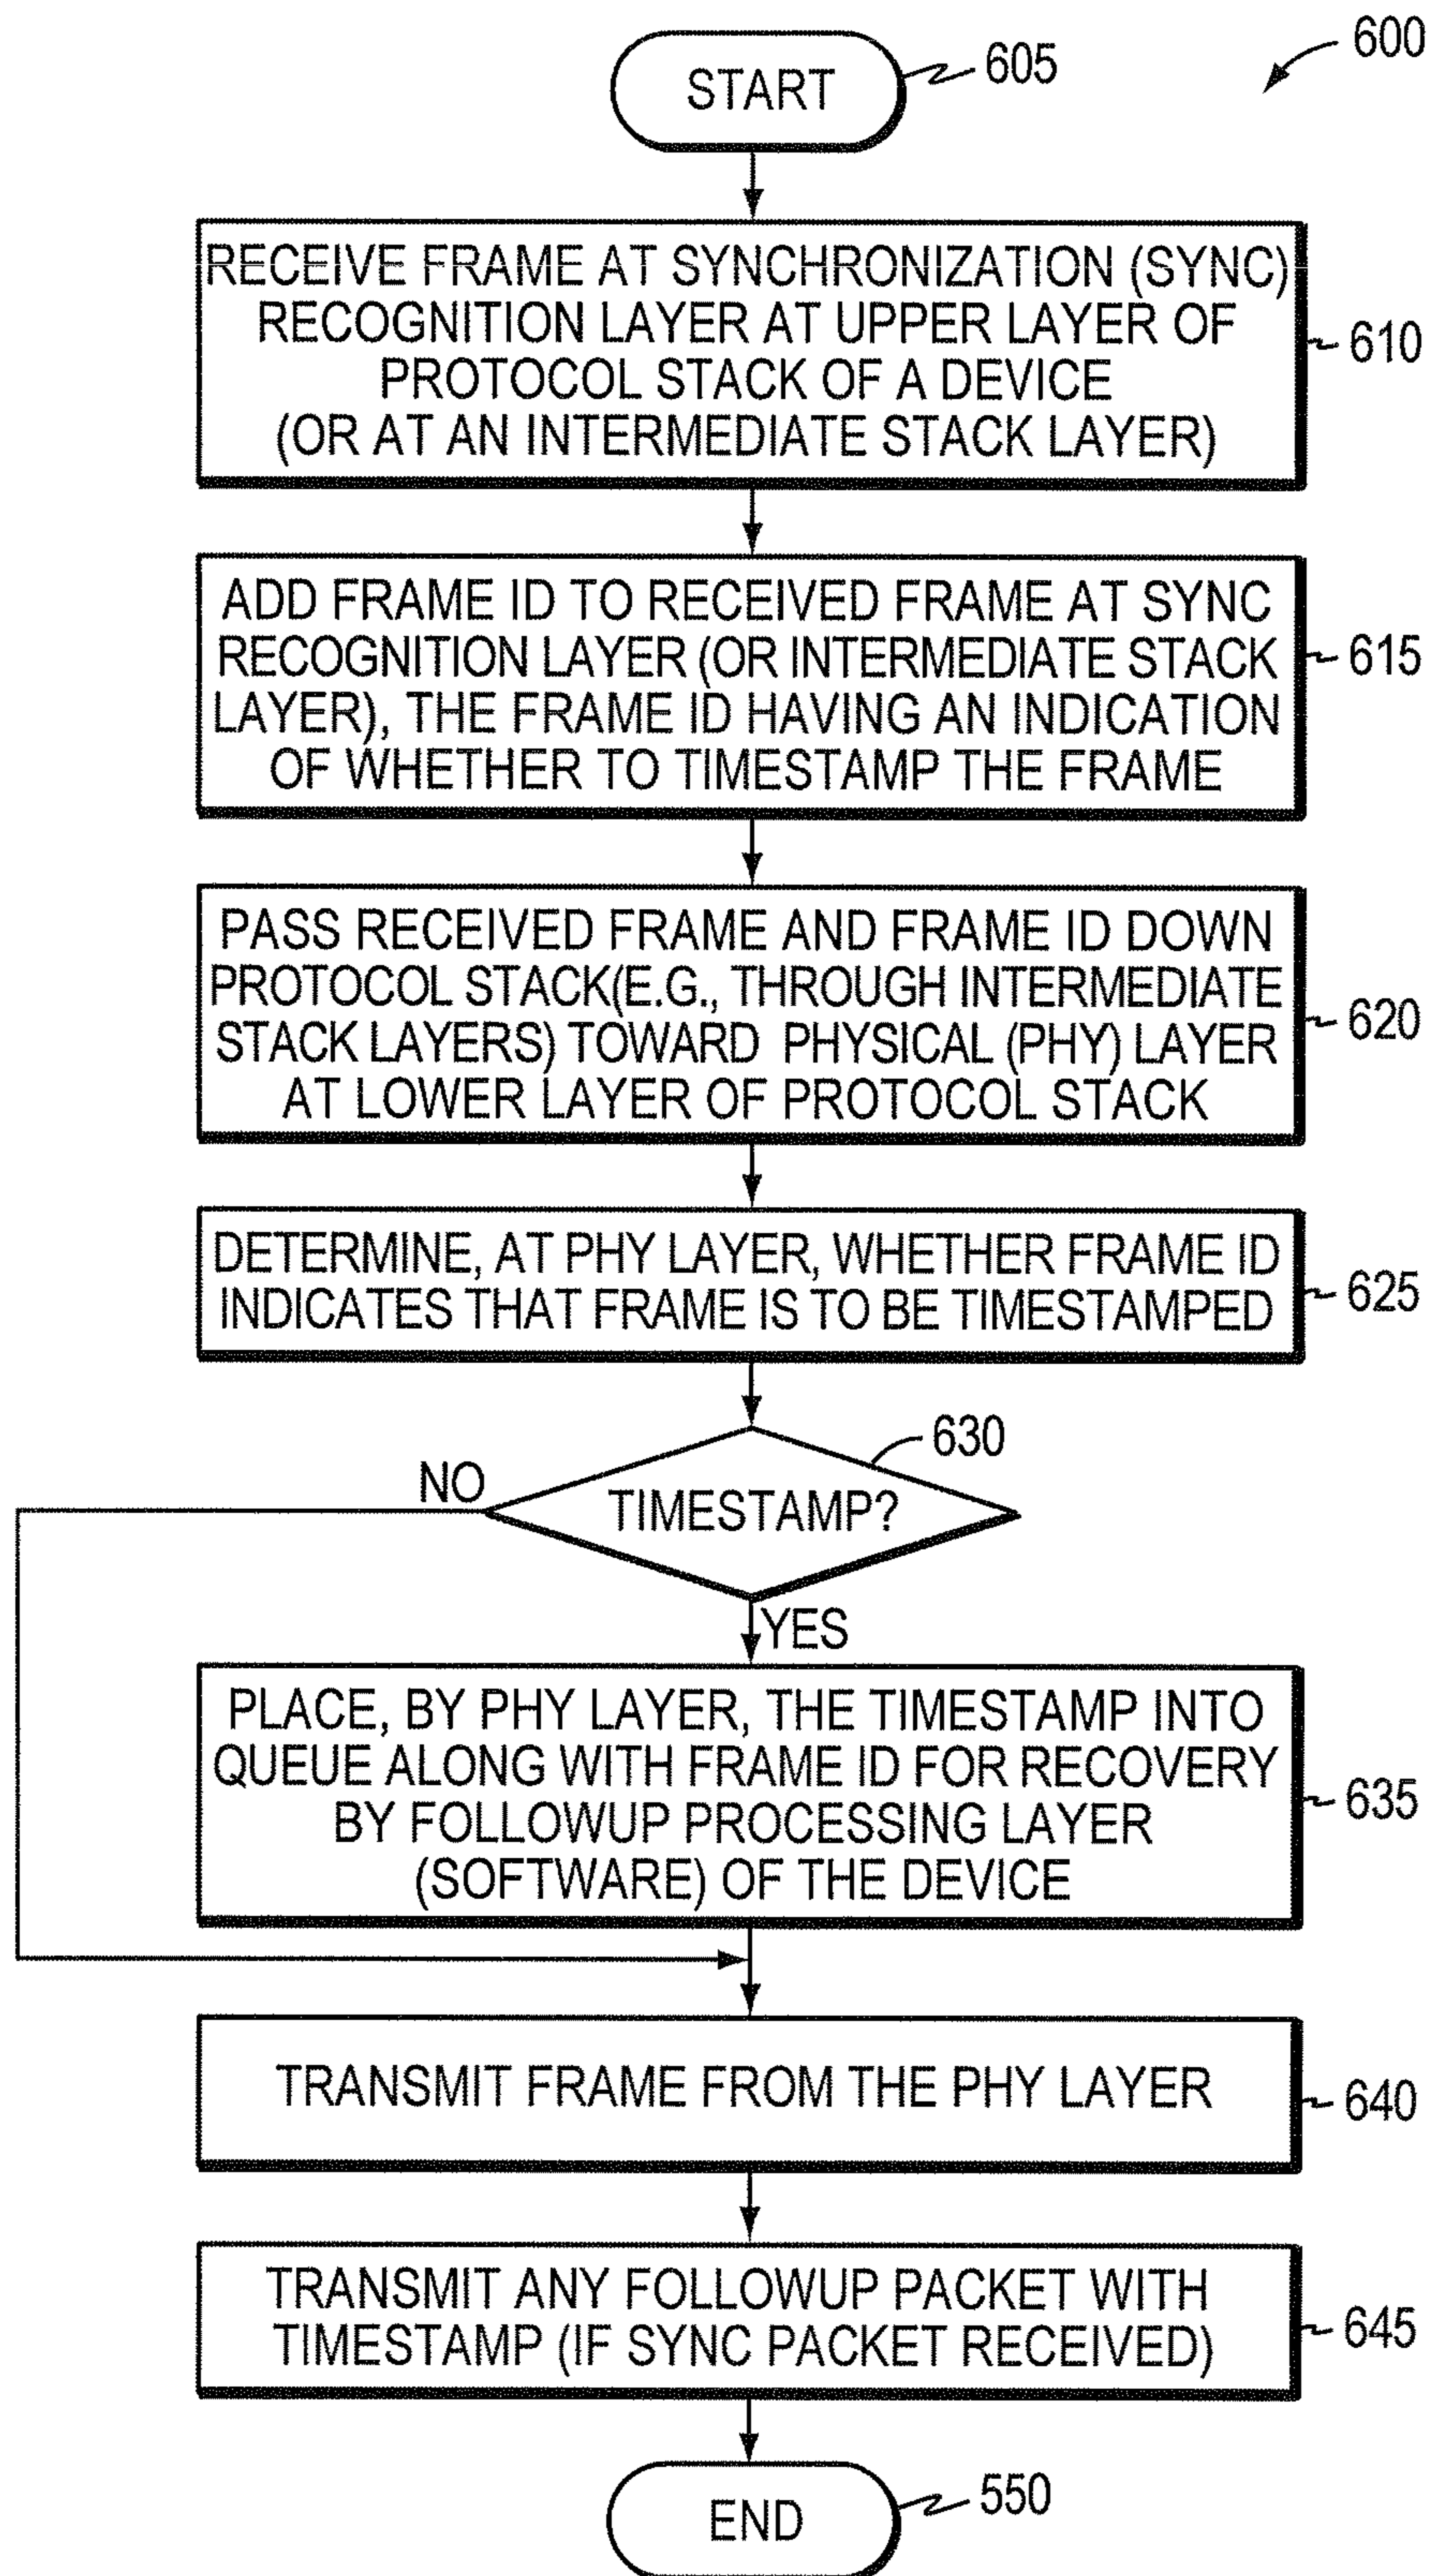 600
START
605
RECEIVE FRAME AT SYNCHRONIZATION (SYNC)
RECOGNITION LAYER AT UPPER LAYER OF
PROTOCOL STACK OF A DEVICE
(OR AT AN INTERMEDIATE STACK LAYER)
610
ADD FRAME ID TO RECEIVED FRAME AT SYNC
RECOGNITION LAYER (OR INTERMEDIATE STACK
LAYER), THE FRAME ID HAVING AN INDICATION
OF WHETHER TO TIMESTAMP THE FRAME
615
PASS RECEIVED FRAME AND FRAME ID DOWN
PROTOCOL STACK(E.G., THROUGH INTERMEDIATE
STACK LAYERS) TOWARD PHYSICAL (PHY) LAYER
AT LOWER LAYER OF PROTOCOL STACK
620
DETERMINE, AT PHY LAYER, WHETHER FRAME ID
INDICATES THAT FRAME IS TO BE TIMESTAMPED
625
630
NO
TIMESTAMP?
YES
PLACE, BY PHY LAYER, THE TIMESTAMP INTO
QUEUE ALONG WITH FRAME ID FOR RECOVERY
BY FOLLOWUP PROCESSING LAYER
(SOFTWARE) OF THE DEVICE
635
TRANSMIT FRAME FROM THE PHY LAYER
640
TRANSMIT ANY FOLLOWUP PACKET WITH
TIMESTAMP (IF SYNC PACKET RECEIVED)
645
END
550